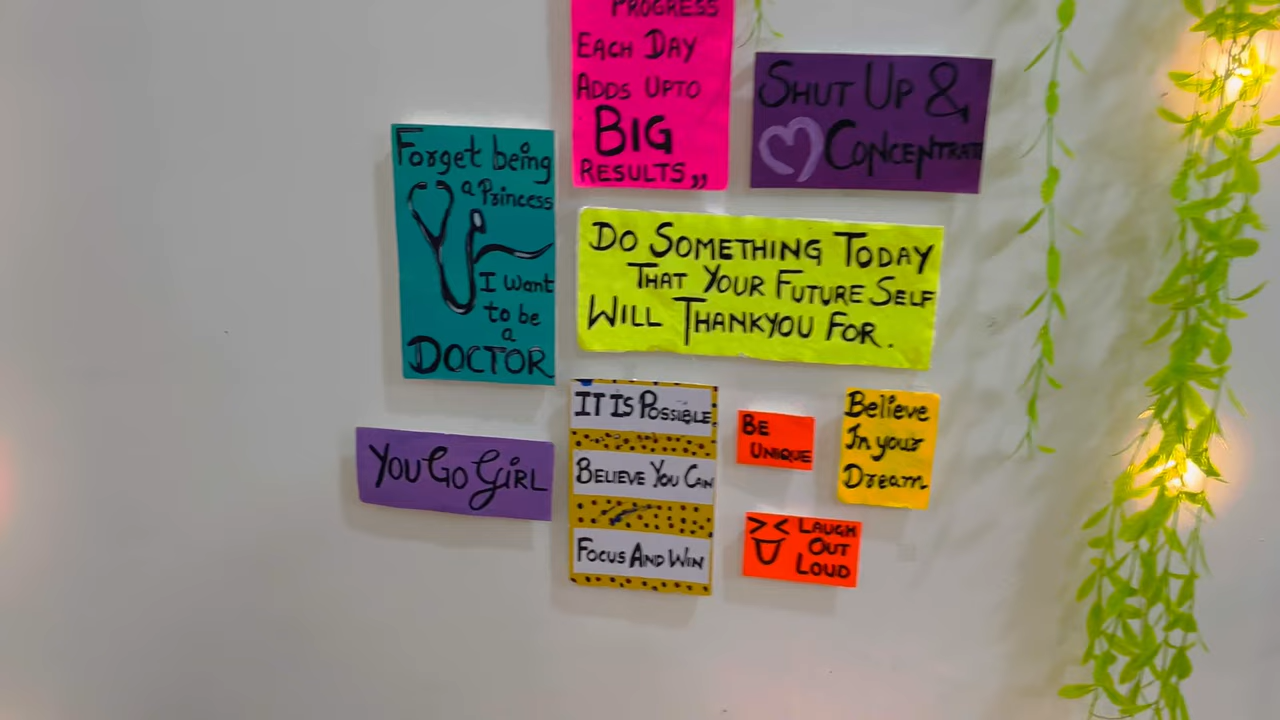 PROGRESS
EACH DAY
ADDS UPTO
BIG
RESULTS,,
SHUT UP &
CONCENTRATE
Forget being
a Princess
I want
to be
a
DOCTOR
DO SOMETHING TODAY
THAT YOUR FUTURE SELF
WILL THANKYOU FOR.
YOU GO GIRL
IT IS POSSIBLE.
BELIEVE YOU CAN
FOCUS AND WIN
BE
UNIQUE
Believe
In your
Dream
LAUGH
OUT
LOUD